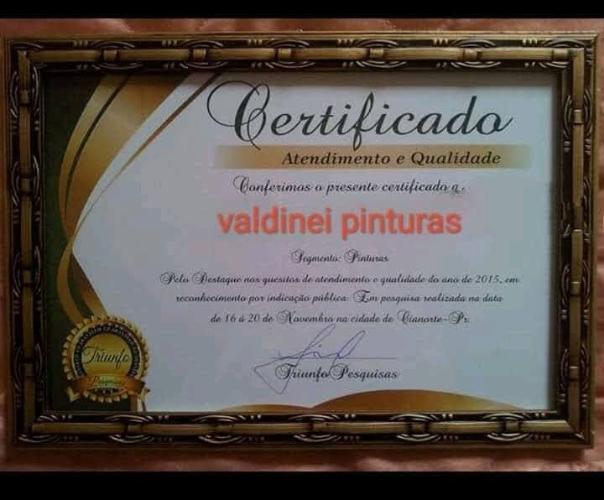 Certificado
Atendimento e Qualidade
Conferimos o presente certificado a.
valdinei pinturas
Segmento: Pinturas
Pelo Destaque nos quesitos de atendimento e qualidade do ano de 2015, em
reconhecimento por indicação pública. Em pesquisa realizada na data
de 16 á 20 de Novembro na cidade de Cianorte-Pr.
Triunfo Pesquisas
Triunfo